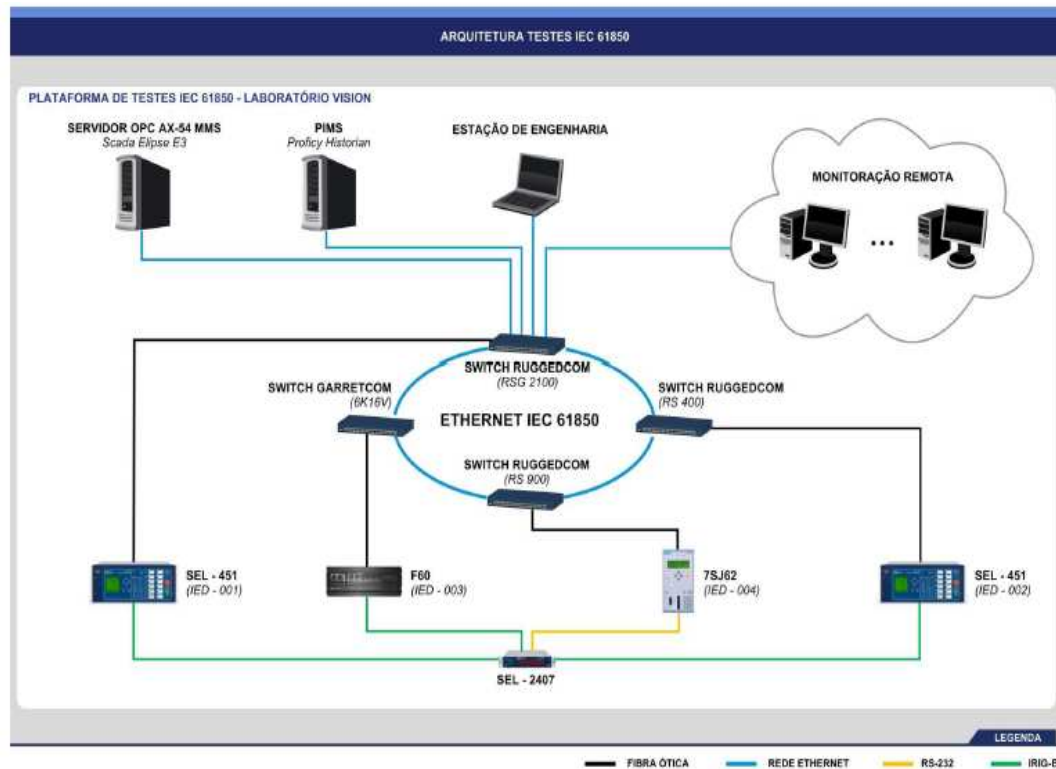 ARQUITETURA TESTES IEC 61850
PLATAFORMA DE TESTES IEC 61850 - LABORATÓRIO VISION
SERVIDOR OPC AX-54 MMS
Scada Elipse E3
PIMS
Proficy Historian
ESTAÇÃO DE ENGENHARIA
MONITORAÇÃO REMOTA
...
SWITCH RUGGEDCOM
(RSG 2100)
SWITCH GARRETCOM
(6K16V)
SWITCH RUGGEDCOM
(RS 400)
ETHERNET IEC 61850
SWITCH RUGGEDCOM
(RS 900)
SEL - 451
(IED - 001)
F60
(IED - 003)
7SJ62
(IED - 004)
SEL - 451
(IED - 002)
SEL - 2407
LEGENDA
FIBRA ÓTICA
REDE ETHERNET
RS-232
IRIG-B